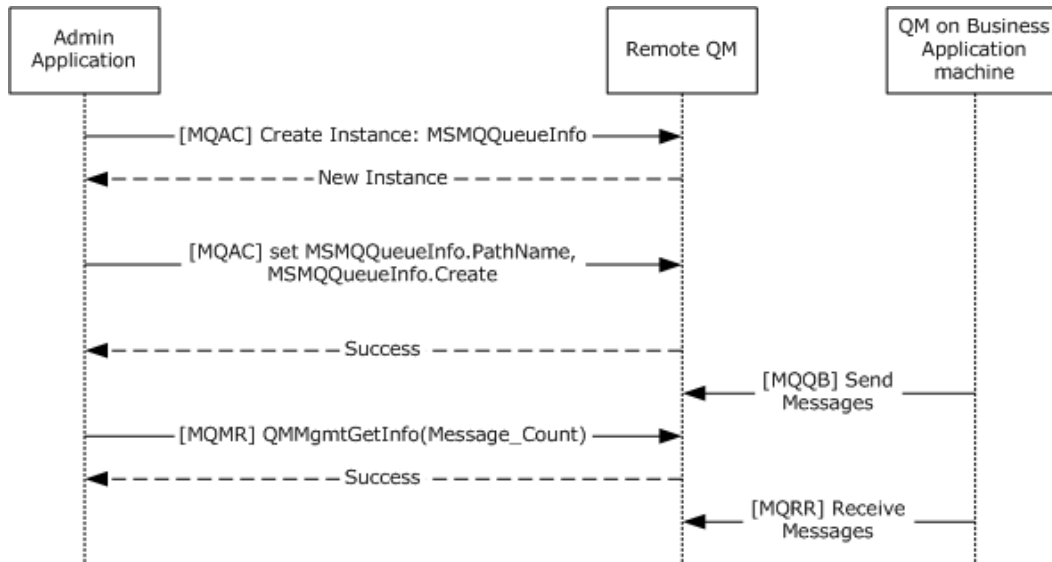 Admin
Application
Remote QM
QM on Business
Application
machine
[MQAC] Create Instance: MSMQQueueInfo
New Instance
[MQAC] set MSMQQueueInfo.PathName,
MSMQQueueInfo.Create
Success
[MQQB] Send
Messages
[MQMR] QMMgmtGetInfo(Message_Count)
Success
[MQRR] Receive
Messages